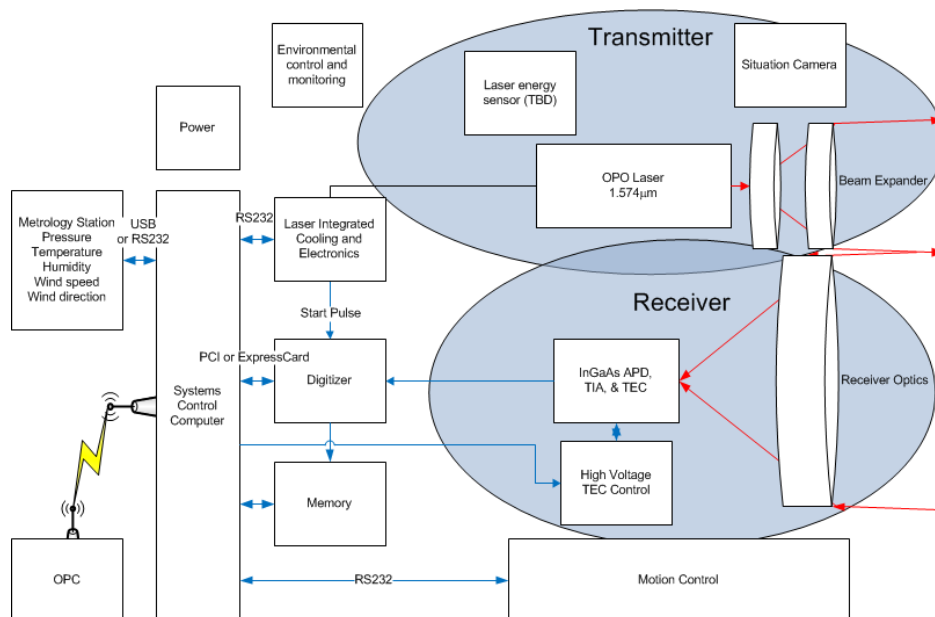 Transmitter
Environmental
control and
monitoring
Laser energy
sensor (TBD)
Situation Camera
Power
OPO Laser
1.574μm
Beam Expander
Metrology Station
Pressure
Temperature
Humidity
Wind speed
Wind direction
USB
or RS232
RS232
Laser Integrated
Cooling and
Electronics
Start Pulse
Receiver
PCI or ExpressCard
Digitizer
InGaAs APD,
TIA, & TEC
Receiver Optics
Systems
Control
Computer
High Voltage
TEC Control
Memory
OPC
RS232
Motion Control